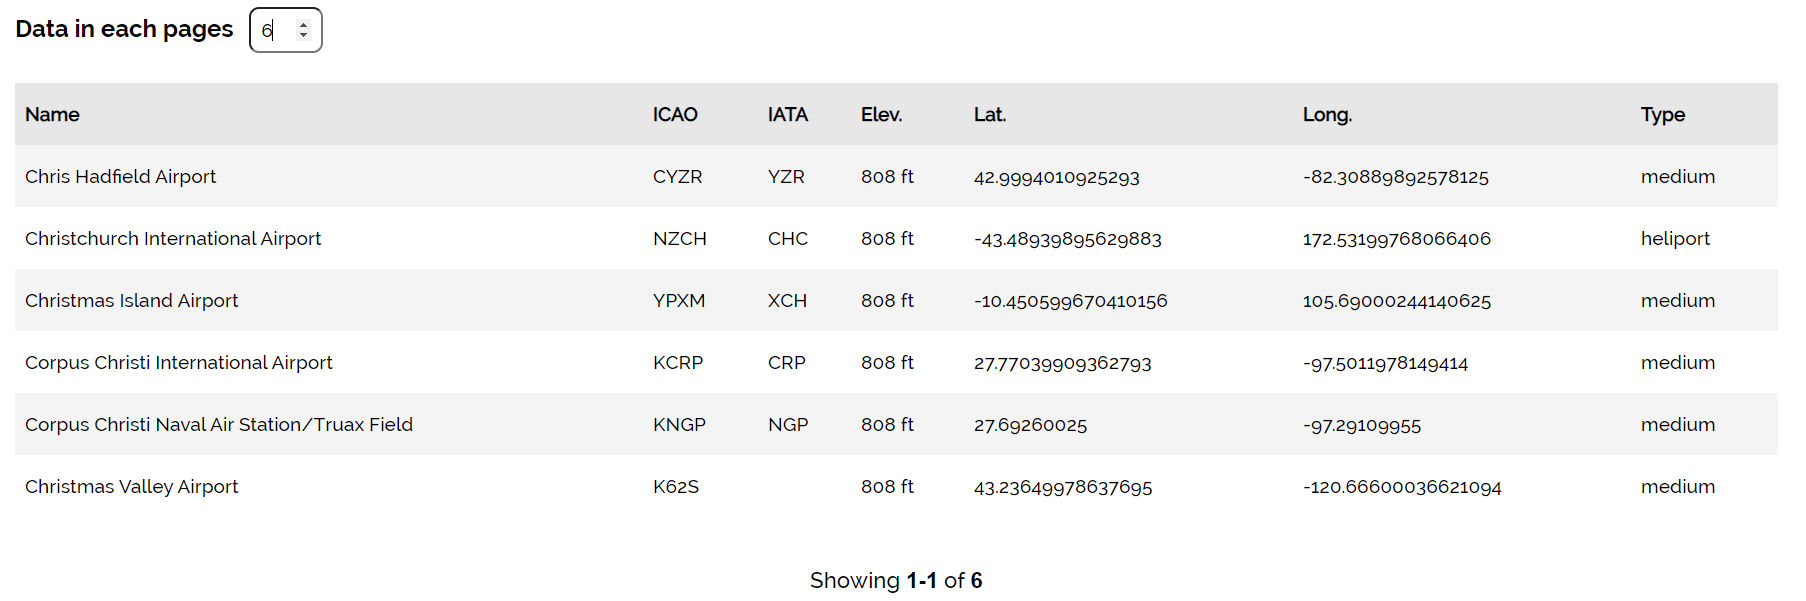 Data in each pages 6
Name ICAO IATA Elev. Lat. Long. Type
Chris Hadfield Airport CYZR YZR 808 ft 42.9994010925293 -82.30889892578125 medium
Christchurch International Airport NZCH CHC 808 ft -43.48939895629883 172.53199768066406 heliport
Christmas Island Airport YPXM XCH 808 ft -10.450599670410156 105.69000244140625 medium
Corpus Christi International Airport KCRP CRP 808 ft 27.77039909362793 -97.5011978149414 medium
Corpus Christi Naval Air Station/Truax Field KNGP NGP 808 ft 27.69260025 -97.29109955 medium
Christmas Valley Airport K62S 808 ft 43.23649978637695 -120.66600036621094 medium
Showing 1-1 of 6